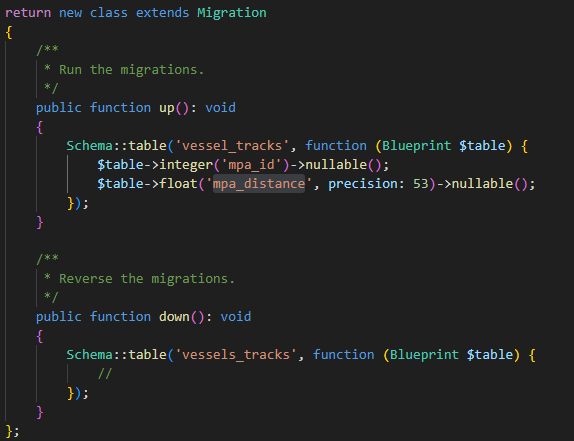 return new class extends Migration
{
    /**
     * Run the migrations.
     */
    public function up(): void
    {
        Schema::table('vessel_tracks', function (Blueprint $table) {
            $table->integer('mpa_id')->nullable();
            $table->float('mpa_distance', precision: 53)->nullable();
        });
    }

    /**
     * Reverse the migrations.
     */
    public function down(): void
    {
        Schema::table('vessels_tracks', function (Blueprint $table) {
            //
        });
    }
};